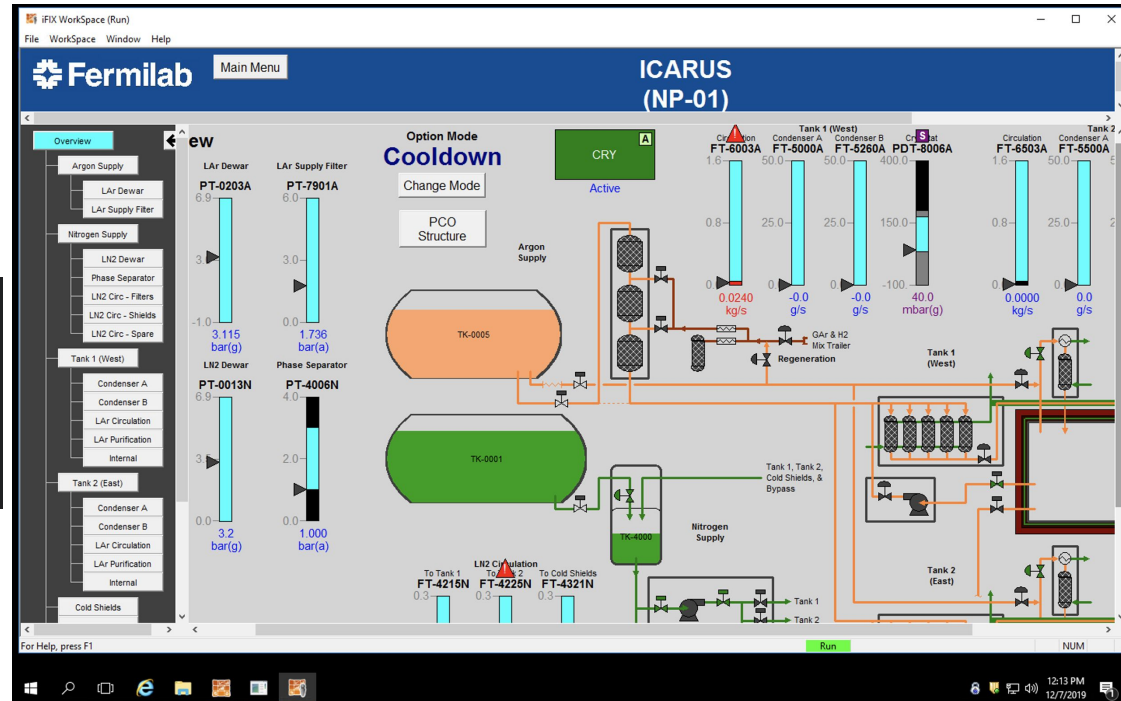 iFIX WorkSpace (Run)
File WorkSpace Window Help
Fermilab
Main Menu
ICARUS
(NP-01)
Overview
Argon Supply
LAr Dewar
LAr Supply Filter
Nitrogen Supply
LN2 Dewar
Phase Separator
LN2 Circ - Filters
LN2 Circ - Shields
LN2 Circ - Spare
Tank 1 (West)
Condenser A
Condenser B
LAr Circulation
LAr Purification
Internal
Tank 2 (East)
Condenser A
Condenser B
LAr Circulation
LAr Purification
Internal
Cold Shields
ew
LAr Dewar
PT-0203A
6.9
-1.0
3.115
bar(g)
LAr Supply Filter
PT-7901A
6.0
3.0
0.0
1.736
bar(a)
LN2 Dewar
PT-0013N
6.9
0.0
3.2
bar(g)
Phase Separator
PT-4006N
4.0
2.0
0.0
1.000
bar(a)
Option Mode
Cooldown
Change Mode
PCO
Structure
CRY
A
Active
Argon
Supply
TK-0005
TK-0001
TK-4000
Tank 1 (West)
FT-6003A
1.6
0.8
0.0240
kg/s
Condenser A
FT-5000A
50.0
25.0
-0.0
g/s
Condenser B
FT-5260A
50.0
25.0
-0.0
g/s
S
PDT-8006A
400.0
150.0
-100.
40.0
mbar(g)
Tank 2
Circulation
FT-6503A
1.6
0.8
0.0000
kg/s
Condenser A
FT-5500A
50.0
25.0
0.0
g/s
GAr & H2
Mix Trailer
Regeneration
Tank 1
(West)
Tank 1, Tank 2,
Cold Shields, &
Bypass
Nitrogen
Supply
Tank 2
(East)
LN2 Circulation
To Tank 1
FT-4215N
0.3
FT-4225N
0.3
To Cold Shields
FT-4321N
0.3
Tank 1
Tank 2
For Help, press F1
Run
NUM
12:13 PM
12/7/2019